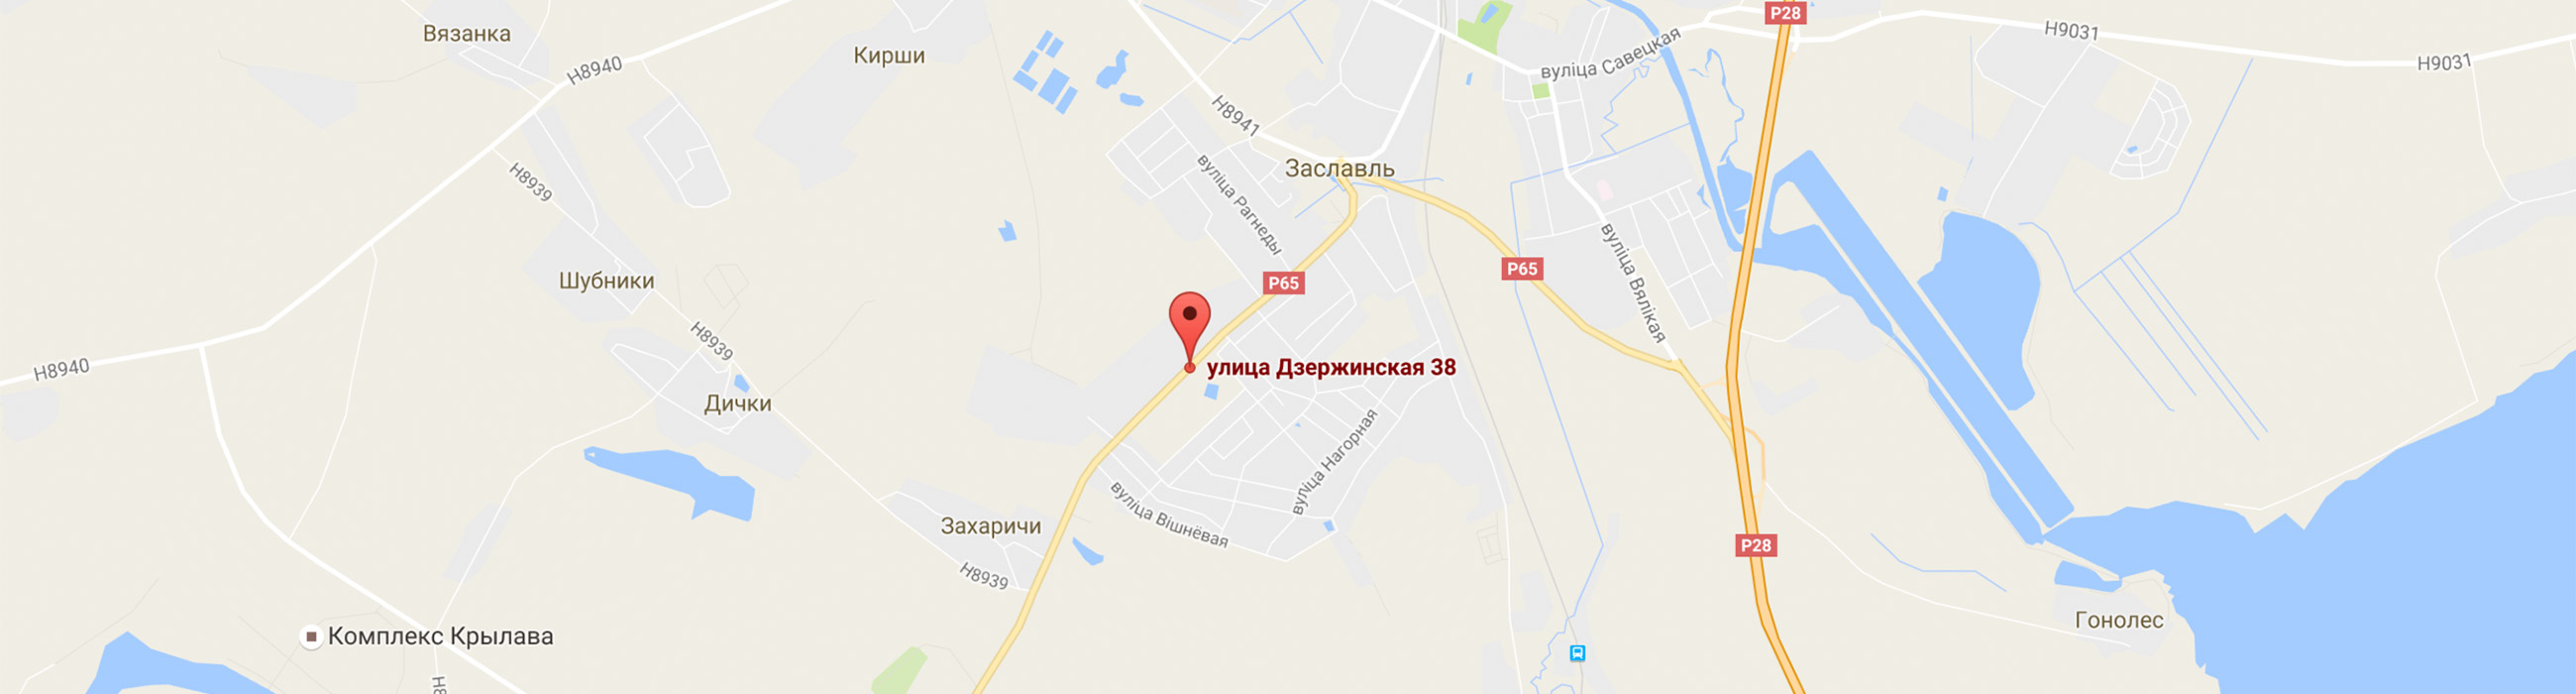 P28
Вязанка
H9031
вуліца Савецкая
Кирши
H9031
H8940
H8941
Заславль
H8939
вуліца Рагнеды
P65
Шубники
P65
вуліца Вялікая
H8939
H8940
улица Дзержинская 38
Дички
вуліца Нагорная
вуліца Вішнёвая
Захаричи
P28
H8939
Гонолес
Комплекс Крылава
H8